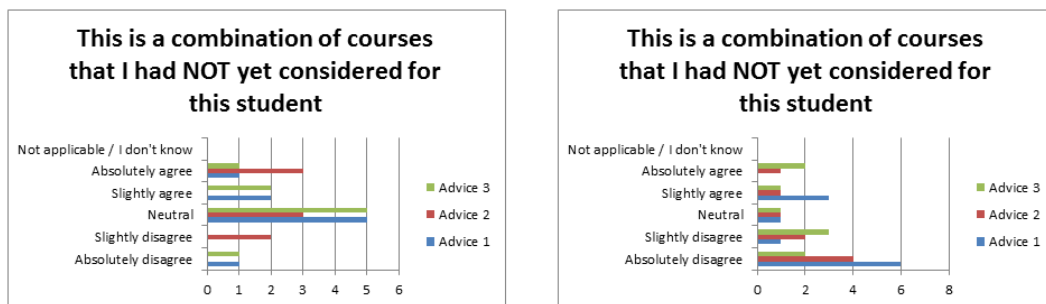 This is a combination of courses
that I had NOT yet considered for
this student
Not applicable / I don't know
Absolutely agree
Slightly agree
Neutral
Slightly disagree
Absolutely disagree
0 1 2 3 4 5 6
Advice 3
Advice 2
Advice 1
This is a combination of courses
that I had NOT yet considered for
this student
Not applicable / I don't know
Absolutely agree
Slightly agree
Neutral
Slightly disagree
Absolutely disagree
0 2 4 6 8
Advice 3
Advice 2
Advice 1